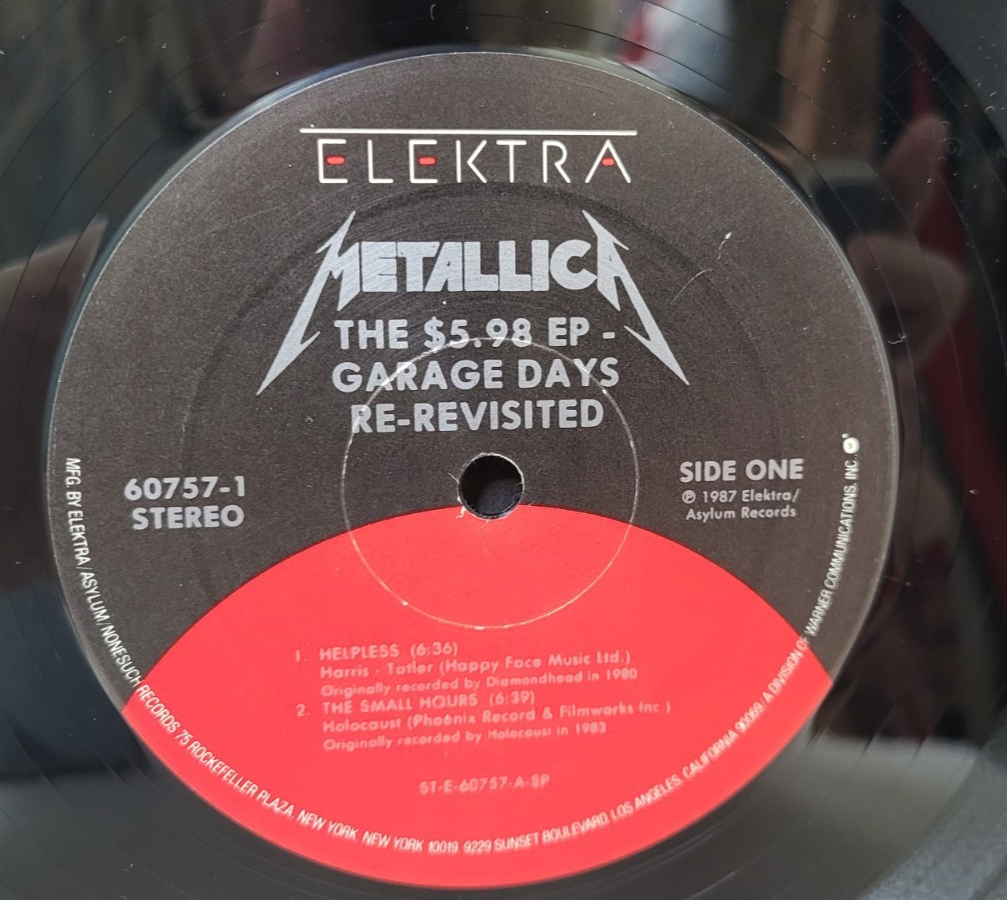 ELEKTRA
METALLICA
THE $5.98 EP -
GARAGE DAYS
RE-REVISITED
60757-1
STEREO
SIDE ONE
℗ 1987 Elektra/
Asylum Records
1. HELPLESS (6:36)
Harris - Tatler (Happy Face Music Ltd.)
Originally recorded by Diamondhead in 1980
2. THE SMALL HOURS (6:39)
Holocaust (Phoenix Record & Filmworks Inc.)
Originally recorded by Holocaust in 1983
ST-E-60757-A-SP
MFG. BY ELEKTRA/ASYLUM/NONESUCH RECORDS 75 ROCKEFELLER PLAZA, NEW YORK, NEW YORK 10019. 9229 SUNSET BOULEVARD, LOS ANGELES, CALIFORNIA 90069. A DIVISION OF WARNER COMMUNICATIONS, INC.